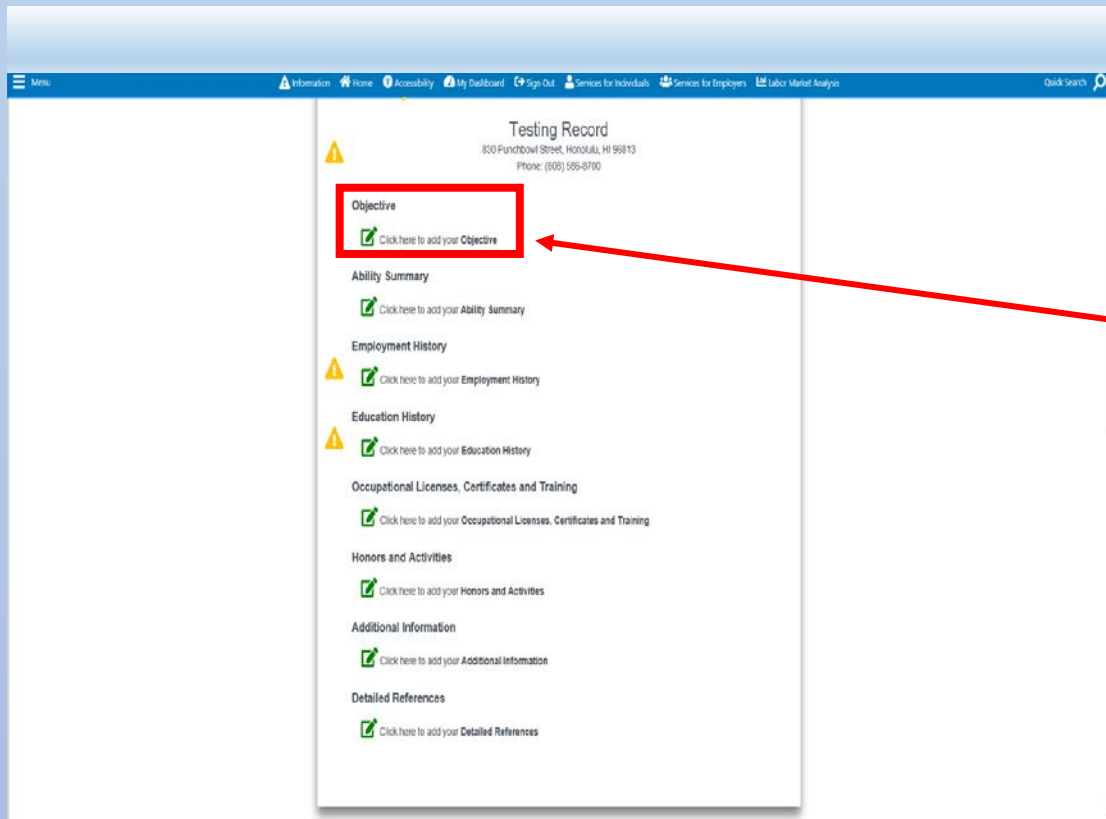 Menu Information Home Accessibility My Dashboard Sign Out Services for Individuals Services for Employers Labor Market Analysis Quick Search
Testing Record
830 Punchbowl Street, Honolulu, HI 96813
Phone: (808) 586-8700
Objective
Click here to add your Objective
Ability Summary
Click here to add your Ability Summary
Employment History
Click here to add your Employment History
Education History
Click here to add your Education History
Occupational Licenses, Certificates and Training
Click here to add your Occupational Licenses, Certificates and Training
Honors and Activities
Click here to add your Honors and Activities
Additional Information
Click here to add your Additional Information
Detailed References
Click here to add your Detailed References